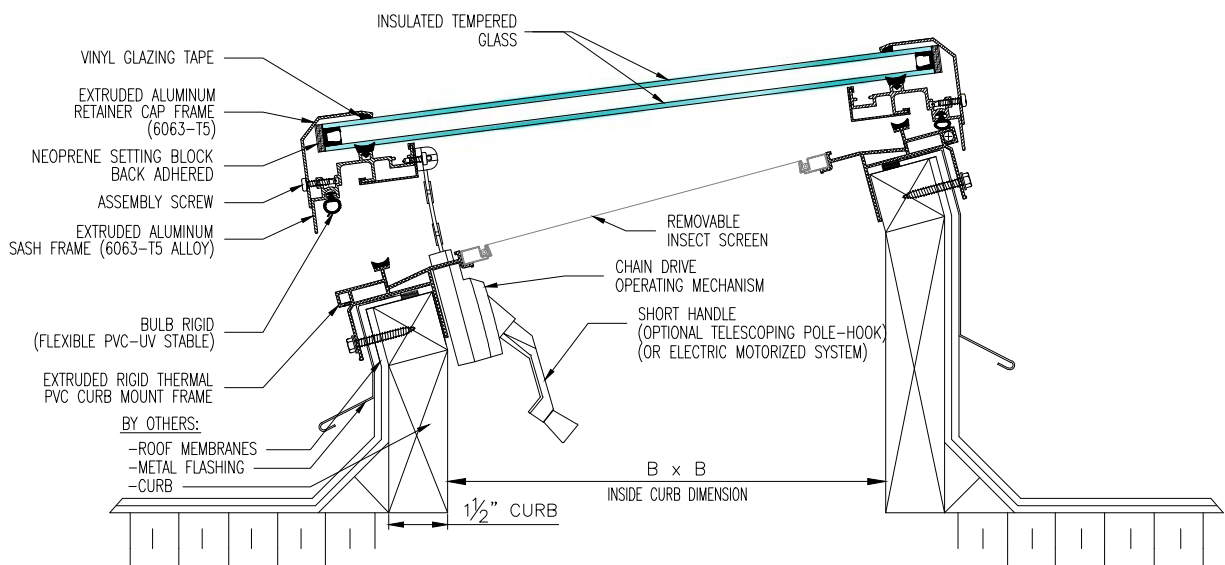 INSULATED TEMPERED
GLASS
VINYL GLAZING TAPE
EXTRUDED ALUMINUM
RETAINER CAP FRAME
(6063-T5)
NEOPRENE SETTING BLOCK
BACK ADHERED
ASSEMBLY SCREW
EXTRUDED ALUMINUM
SASH FRAME (6063-T5 ALLOY)
BULB RIGID
(FLEXIBLE PVC-UV STABLE)
EXTRUDED RIGID THERMAL
PVC CURB MOUNT FRAME
BY OTHERS:
-ROOF MEMBRANES
-METAL FLASHING
-CURB
REMOVABLE
INSECT SCREEN
CHAIN DRIVE
OPERATING MECHANISM
SHORT HANDLE
(OPTIONAL TELESCOPING POLE-HOOK)
(OR ELECTRIC MOTORIZED SYSTEM)
B x B
INSIDE CURB DIMENSION
1½" CURB